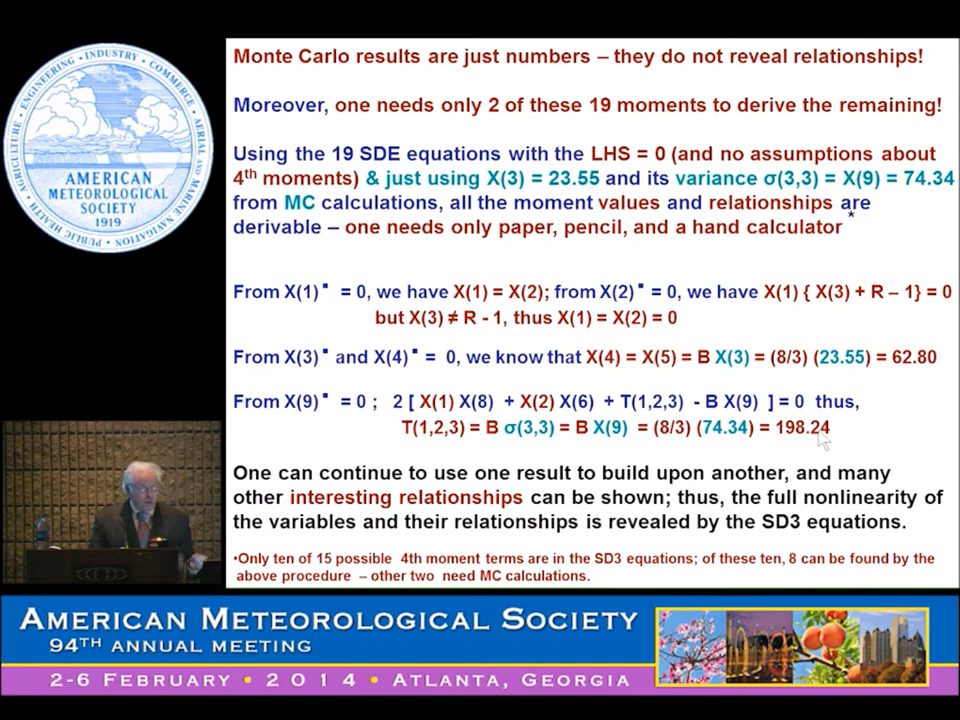 INDUSTRY, • COMMERCE, • AERIAL AND MARINE NAVIGATION • PUBLIC HEALTH, • AGRICULTURE • ENGINEERING,
AMERICAN
METEOROLOGICAL
SOCIETY
1919
Monte Carlo results are just numbers – they do not reveal relationships!
Moreover, one needs only 2 of these 19 moments to derive the remaining!
Using the 19 SDE equations with the LHS = 0 (and no assumptions about
4th moments) & just using X(3) = 23.55 and its variance σ(3,3) = X(9) = 74.34
from MC calculations, all the moment values and relationships are
derivable – one needs only paper, pencil, and a hand calculator*
From X(1)▪ = 0, we have X(1) = X(2); from X(2)▪ = 0, we have X(1) { X(3) + R – 1} = 0
but X(3) ≠ R - 1, thus X(1) = X(2) = 0
From X(3)▪ and X(4)▪ = 0, we know that X(4) = X(5) = B X(3) = (8/3) (23.55) = 62.80
From X(9)▪ = 0 ; 2 [ X(1) X(8) + X(2) X(6) + T(1,2,3) - B X(9) ] = 0 thus,
T(1,2,3) = B σ(3,3) = B X(9) = (8/3) (74.34) = 198.24
One can continue to use one result to build upon another, and many
other interesting relationships can be shown; thus, the full nonlinearity of
the variables and their relationships is revealed by the SD3 equations.
•Only ten of 15 possible 4th moment terms are in the SD3 equations; of these ten, 8 can be found by the
above procedure – other two need MC calculations.
AMERICAN METEOROLOGICAL SOCIETY
94TH ANNUAL MEETING
2-6 FEBRUARY • 2014 • ATLANTA, GEORGIA